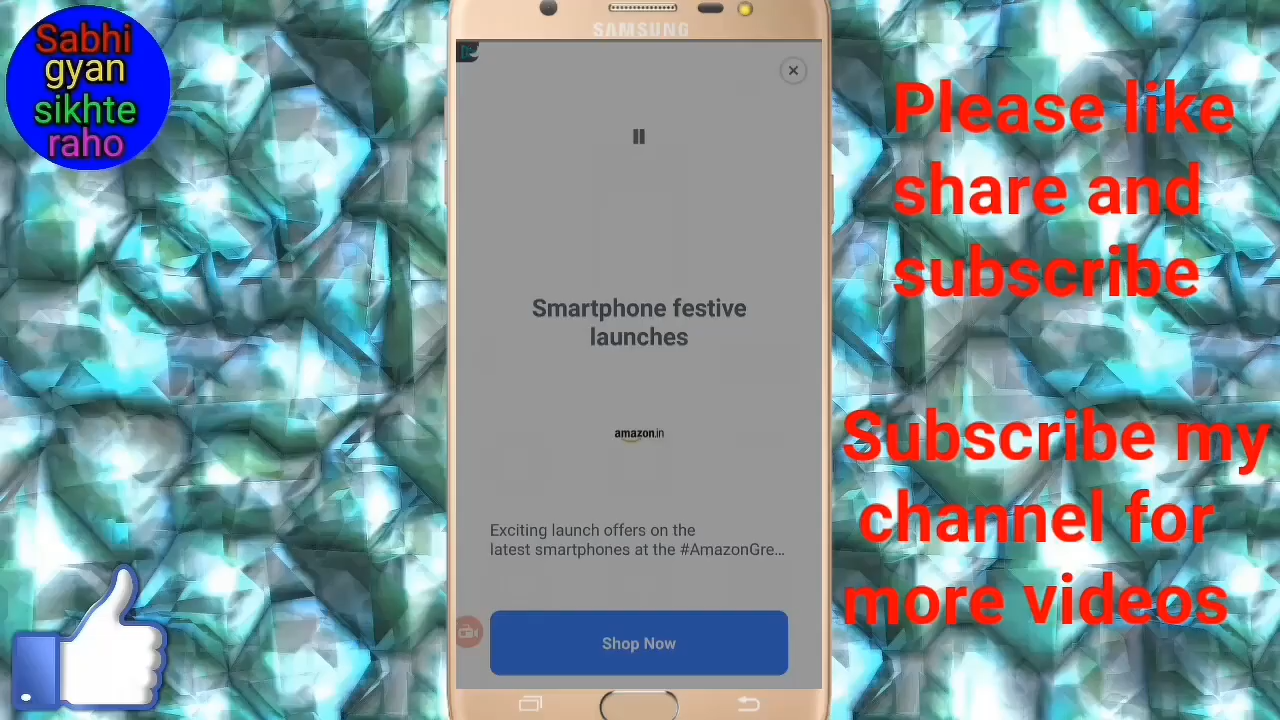 Sabhi
gyan
sikhte
raho
SAMSUNG
Smartphone festive
launches
amazon.in
Exciting launch offers on the
latest smartphones at the #AmazonGre...
Shop Now
Please like
share and
subscribe
Subscribe my
channel for
more videos